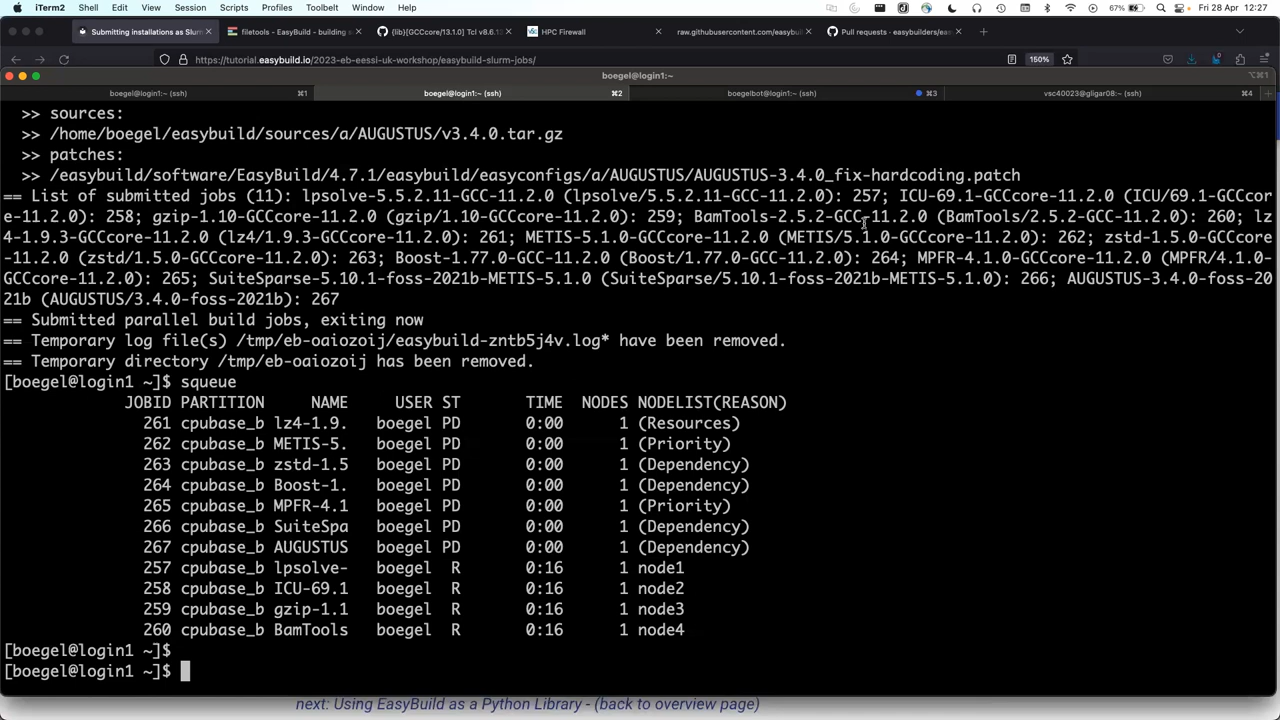 iTerm2 Shell Edit View Session Scripts Profiles Toolbelt Window Help 67% Fri 28 Apr 12:27
Submitting installations as Slurm filetools - EasyBuild - building s {lib}[GCCcore/13.1.0] Tcl v8.6.13 HPC Firewall raw.githubusercontent.com/easybuil Pull requests · easybuilders/eas
https://tutorial.easybuild.io/2023-eb-eessi-uk-workshop/easybuild-slurm-jobs/ 150%
boegel@login1:~ (ssh) ⌥⌘1
boegel@login1:~ (ssh) ⌘1 boegel@login1:~ (ssh) ⌘2 boegelbot@login1:~ (ssh) ⌘3 vsc40023@gligar08:~ (ssh) ⌘4
>> sources:
>> /home/boegel/easybuild/sources/a/AUGUSTUS/v3.4.0.tar.gz
>> patches:
>> /easybuild/software/EasyBuild/4.7.1/easybuild/easyconfigs/a/AUGUSTUS/AUGUSTUS-3.4.0_fix-hardcoding.patch
== List of submitted jobs (11): lpsolve-5.5.2.11-GCC-11.2.0 (lpsolve/5.5.2.11-GCC-11.2.0): 257; ICU-69.1-GCCcore-11.2.0 (ICU/69.1-GCCcor
e-11.2.0): 258; gzip-1.10-GCCcore-11.2.0 (gzip/1.10-GCCcore-11.2.0): 259; BamTools-2.5.2-GCC-11.2.0 (BamTools/2.5.2-GCC-11.2.0): 260; lz
4-1.9.3-GCCcore-11.2.0 (lz4/1.9.3-GCCcore-11.2.0): 261; METIS-5.1.0-GCCcore-11.2.0 (METIS/5.1.0-GCCcore-11.2.0): 262; zstd-1.5.0-GCCcore
-11.2.0 (zstd/1.5.0-GCCcore-11.2.0): 263; Boost-1.77.0-GCC-11.2.0 (Boost/1.77.0-GCC-11.2.0): 264; MPFR-4.1.0-GCCcore-11.2.0 (MPFR/4.1.0-
GCCcore-11.2.0): 265; SuiteSparse-5.10.1-foss-2021b-METIS-5.1.0 (SuiteSparse/5.10.1-foss-2021b-METIS-5.1.0): 266; AUGUSTUS-3.4.0-foss-20
21b (AUGUSTUS/3.4.0-foss-2021b): 267
== Submitted parallel build jobs, exiting now
== Temporary log file(s) /tmp/eb-oaiozoij/easybuild-zntb5j4v.log* have been removed.
== Temporary directory /tmp/eb-oaiozoij has been removed.
[boegel@login1 ~]$ squeue
JOBID PARTITION NAME USER ST TIME NODES NODELIST(REASON)
261 cpubase_b lz4-1.9. boegel PD 0:00 1 (Resources)
262 cpubase_b METIS-5. boegel PD 0:00 1 (Priority)
263 cpubase_b zstd-1.5 boegel PD 0:00 1 (Dependency)
264 cpubase_b Boost-1. boegel PD 0:00 1 (Dependency)
265 cpubase_b MPFR-4.1 boegel PD 0:00 1 (Priority)
266 cpubase_b SuiteSpa boegel PD 0:00 1 (Dependency)
267 cpubase_b AUGUSTUS boegel PD 0:00 1 (Dependency)
257 cpubase_b lpsolve- boegel R 0:16 1 node1
258 cpubase_b ICU-69.1 boegel R 0:16 1 node2
259 cpubase_b gzip-1.1 boegel R 0:16 1 node3
260 cpubase_b BamTools boegel R 0:16 1 node4
[boegel@login1 ~]$
[boegel@login1 ~]$
next: Using EasyBuild as a Python Library - (back to overview page)